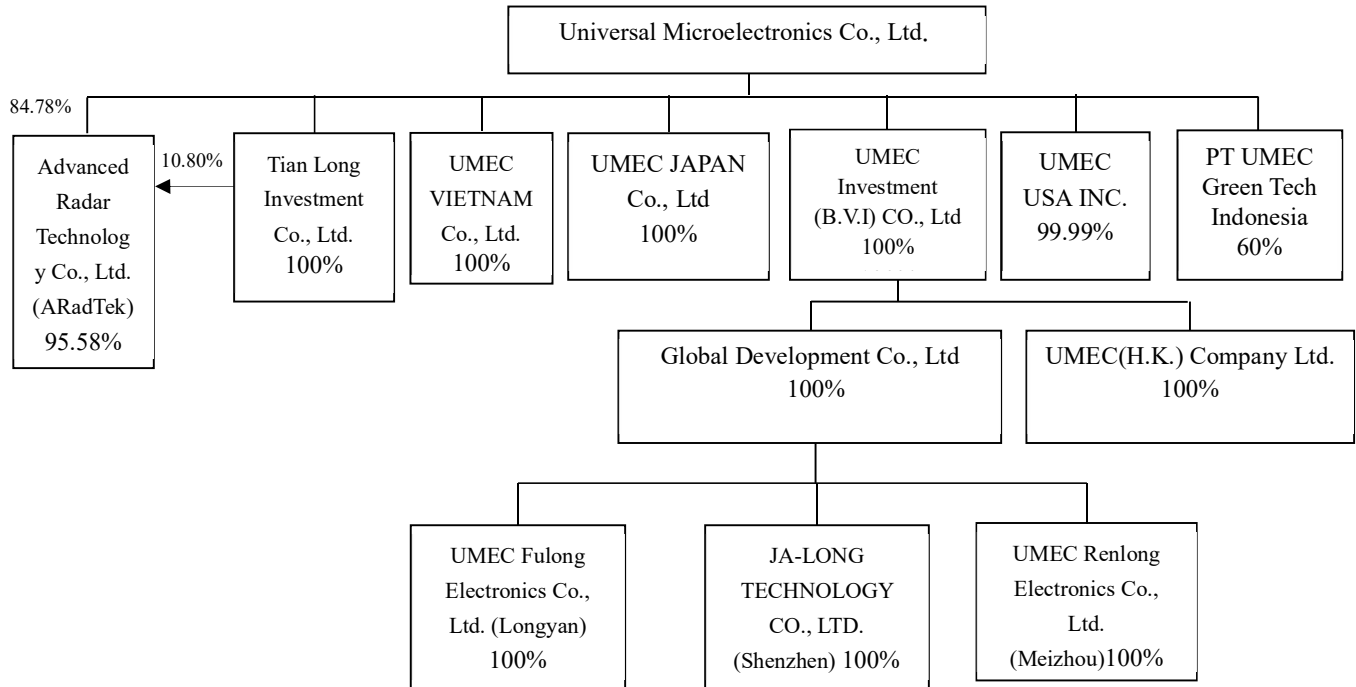 Universal Microelectronics Co., Ltd.
84.78%
Advanced
Radar
Technolog
y Co., Ltd.
(ARadTek)
95.58%
10.80%
Tian Long
Investment
Co., Ltd.
100%
UMEC
VIETNAM
Co., Ltd.
100%
UMEC JAPAN
Co., Ltd
100%
UMEC
Investment
(B.V.I) CO., Ltd
100%
UMEC
USA INC.
99.99%
PT UMEC
Green Tech
Indonesia
60%
Global Development Co., Ltd
100%
UMEC(H.K.) Company Ltd.
100%
UMEC Fulong
Electronics Co.,
Ltd. (Longyan)
100%
JA-LONG
TECHNOLOGY
CO., LTD.
(Shenzhen) 100%
UMEC Renlong
Electronics Co.,
Ltd.
(Meizhou)100%